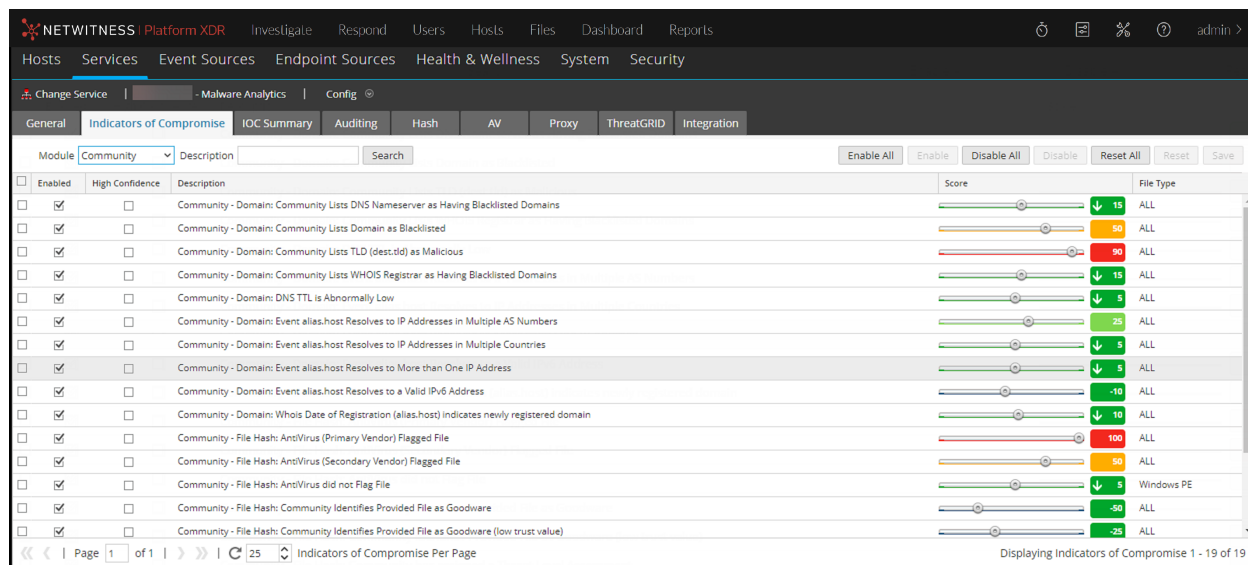 NETWITNESS Platform XDR Investigate Respond Users Hosts Files Dashboard Reports admin >
Hosts Services Event Sources Endpoint Sources Health & Wellness System Security
Change Service | - Malware Analytics | Config
General Indicators of Compromise IOC Summary Auditing Hash AV Proxy ThreatGRID Integration
Module Community Description Search Enable All Enable Disable All Disable Reset All Reset Save
Enabled High Confidence Description Score File Type
Community - Domain: Community Lists DNS Nameserver as Having Blacklisted Domains 15 ALL
Community - Domain: Community Lists Domain as Blacklisted 50 ALL
Community - Domain: Community Lists TLD (dest.tld) as Malicious 90 ALL
Community - Domain: Community Lists WHOIS Registrar as Having Blacklisted Domains 15 ALL
Community - Domain: DNS TTL is Abnormally Low 5 ALL
Community - Domain: Event alias.host Resolves to IP Addresses in Multiple AS Numbers 25 ALL
Community - Domain: Event alias.host Resolves to IP Addresses in Multiple Countries 5 ALL
Community - Domain: Event alias.host Resolves to More than One IP Address 5 ALL
Community - Domain: Event alias.host Resolves to a Valid IPv6 Address -10 ALL
Community - Domain: Whois Date of Registration (alias.host) indicates newly registered domain 10 ALL
Community - File Hash: AntiVirus (Primary Vendor) Flagged File 100 ALL
Community - File Hash: AntiVirus (Secondary Vendor) Flagged File 50 ALL
Community - File Hash: AntiVirus did not Flag File 5 Windows PE
Community - File Hash: Community Identifies Provided File as Goodware -50 ALL
Community - File Hash: Community Identifies Provided File as Goodware (low trust value) -25 ALL
Page 1 of 1 25 Indicators of Compromise Per Page Displaying Indicators of Compromise 1 - 19 of 19